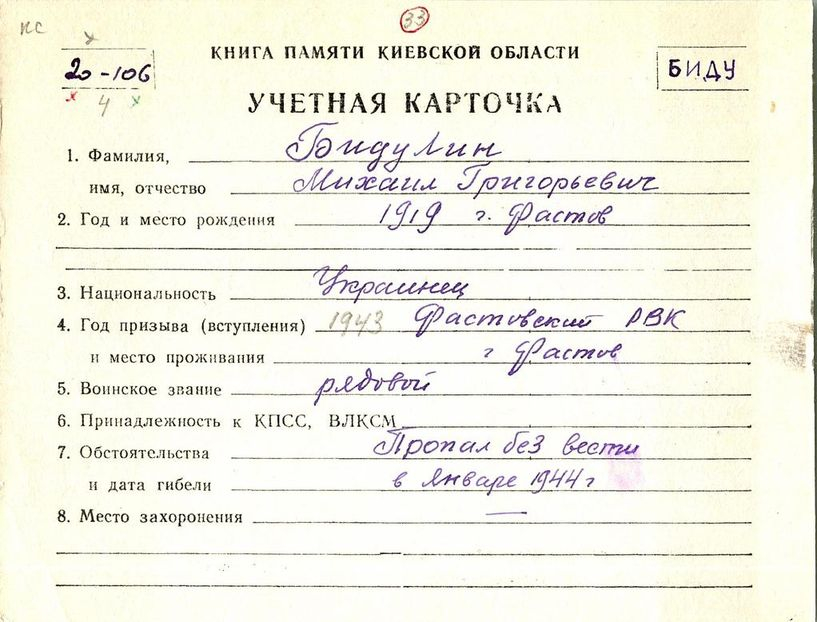 пс
33
КНИГА ПАМЯТИ КИЕВСКОЙ ОБЛАСТИ
20-106
БИДУ
4
УЧЕТНАЯ КАРТОЧКА
1. Фамилия, Бидулин
имя, отчество Михаил Григорьевич
2. Год и место рождения 1919 г. Фастов
3. Национальность Украинец
4. Год призыва (вступления) 1943 Фастовский РВК
и место проживания г Фастов
5. Воинское звание рядовой
6. Принадлежность к КПСС, ВЛКСМ
7. Обстоятельства Пропал без вести
и дата гибели в Январе 1944 г
8. Место захоронения —